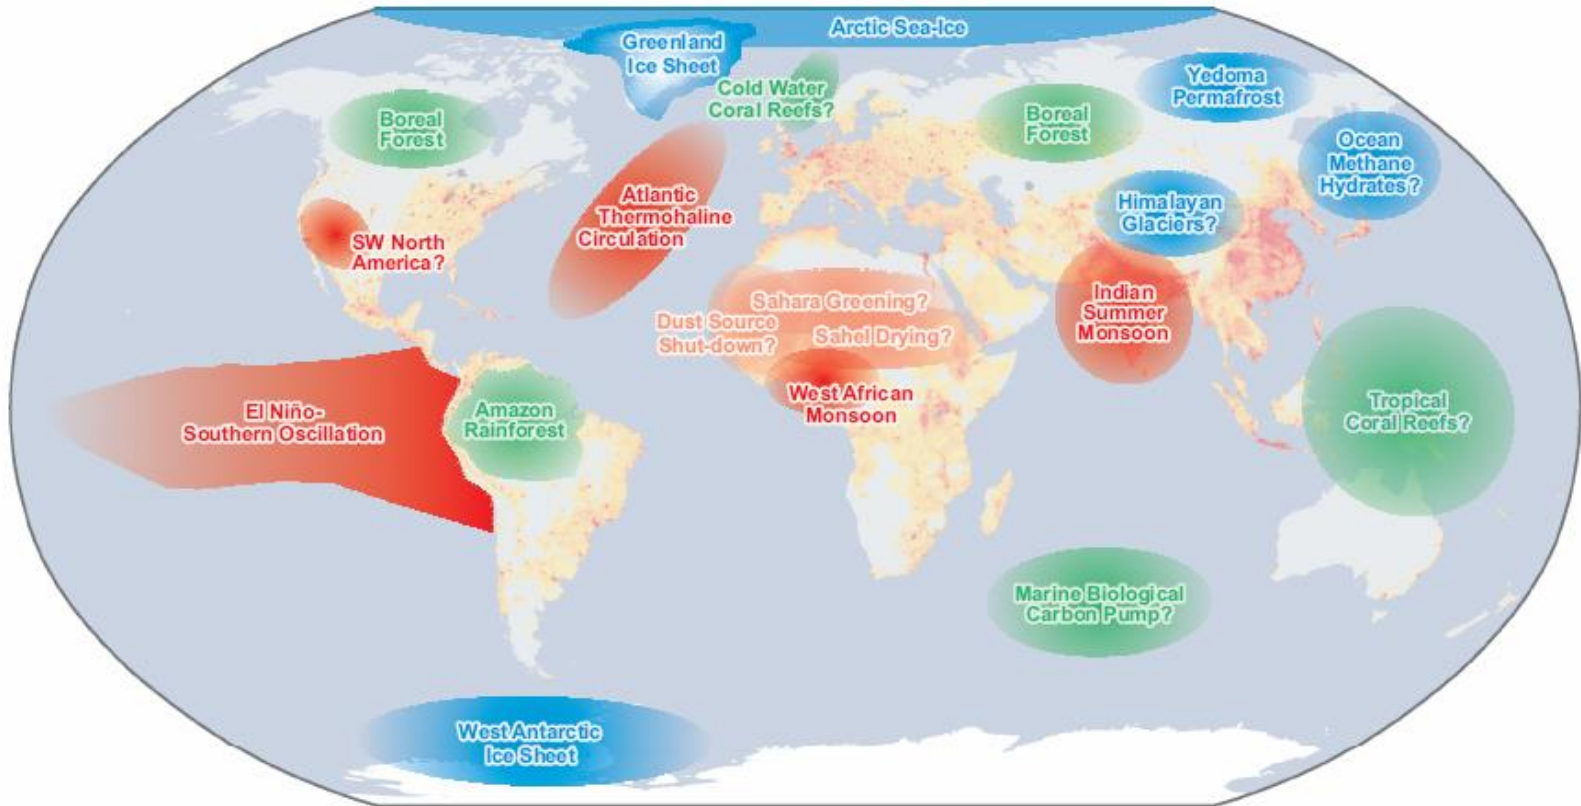 Arctic Sea-Ice
Greenland
Ice Sheet
Cold Water
Coral Reefs?
Yedoma
Permafrost
Boreal
Forest
Boreal
Forest
Ocean
Methane
Hydrates?
Atlantic
Thermohaline
Circulation
Himalayan
Glaciers?
SW North
America?
Sahara Greening?
Dust Source
Shut-down?
Sahel Drying?
Indian
Summer
Monsoon
West African
Monsoon
El Niño-
Southern Oscillation
Amazon
Rainforest
Tropical
Coral Reefs?
Marine Biological
Carbon Pump?
West Antarctic
Ice Sheet